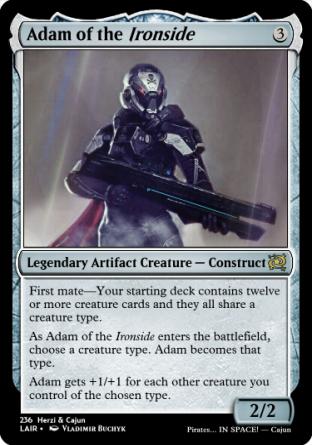 Adam of the Ironside 3
Legendary Artifact Creature — Construct
First mate—Your starting deck contains twelve
or more creature cards and they all share a
creature type.
As Adam of the Ironside enters the battlefield,
choose a creature type. Adam becomes that
type.
Adam gets +1/+1 for each other creature you
control of the chosen type.
2/2
236 Herzi & Cajun
LAIR • Vladimir Buchyk
Pirates... IN SPACE! — Cajun